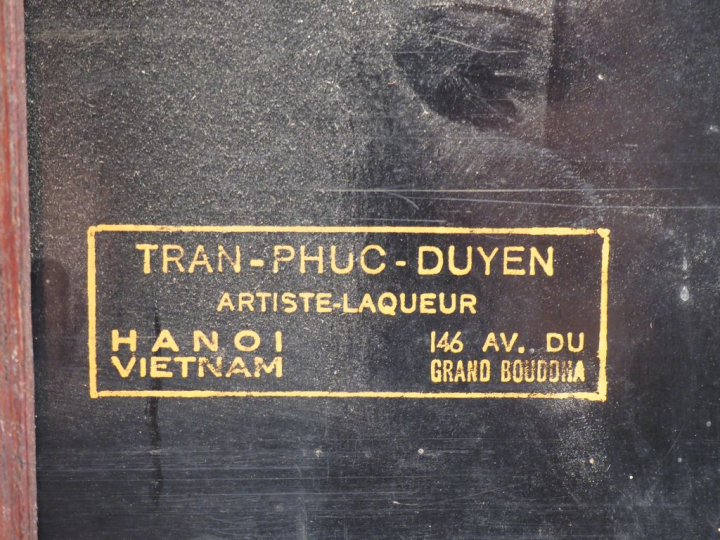 TRAN-PHUC-DUYEN
ARTISTE-LAQUEUR
HANOI 146 AV. DU
VIETNAM GRAND BOUDDHA